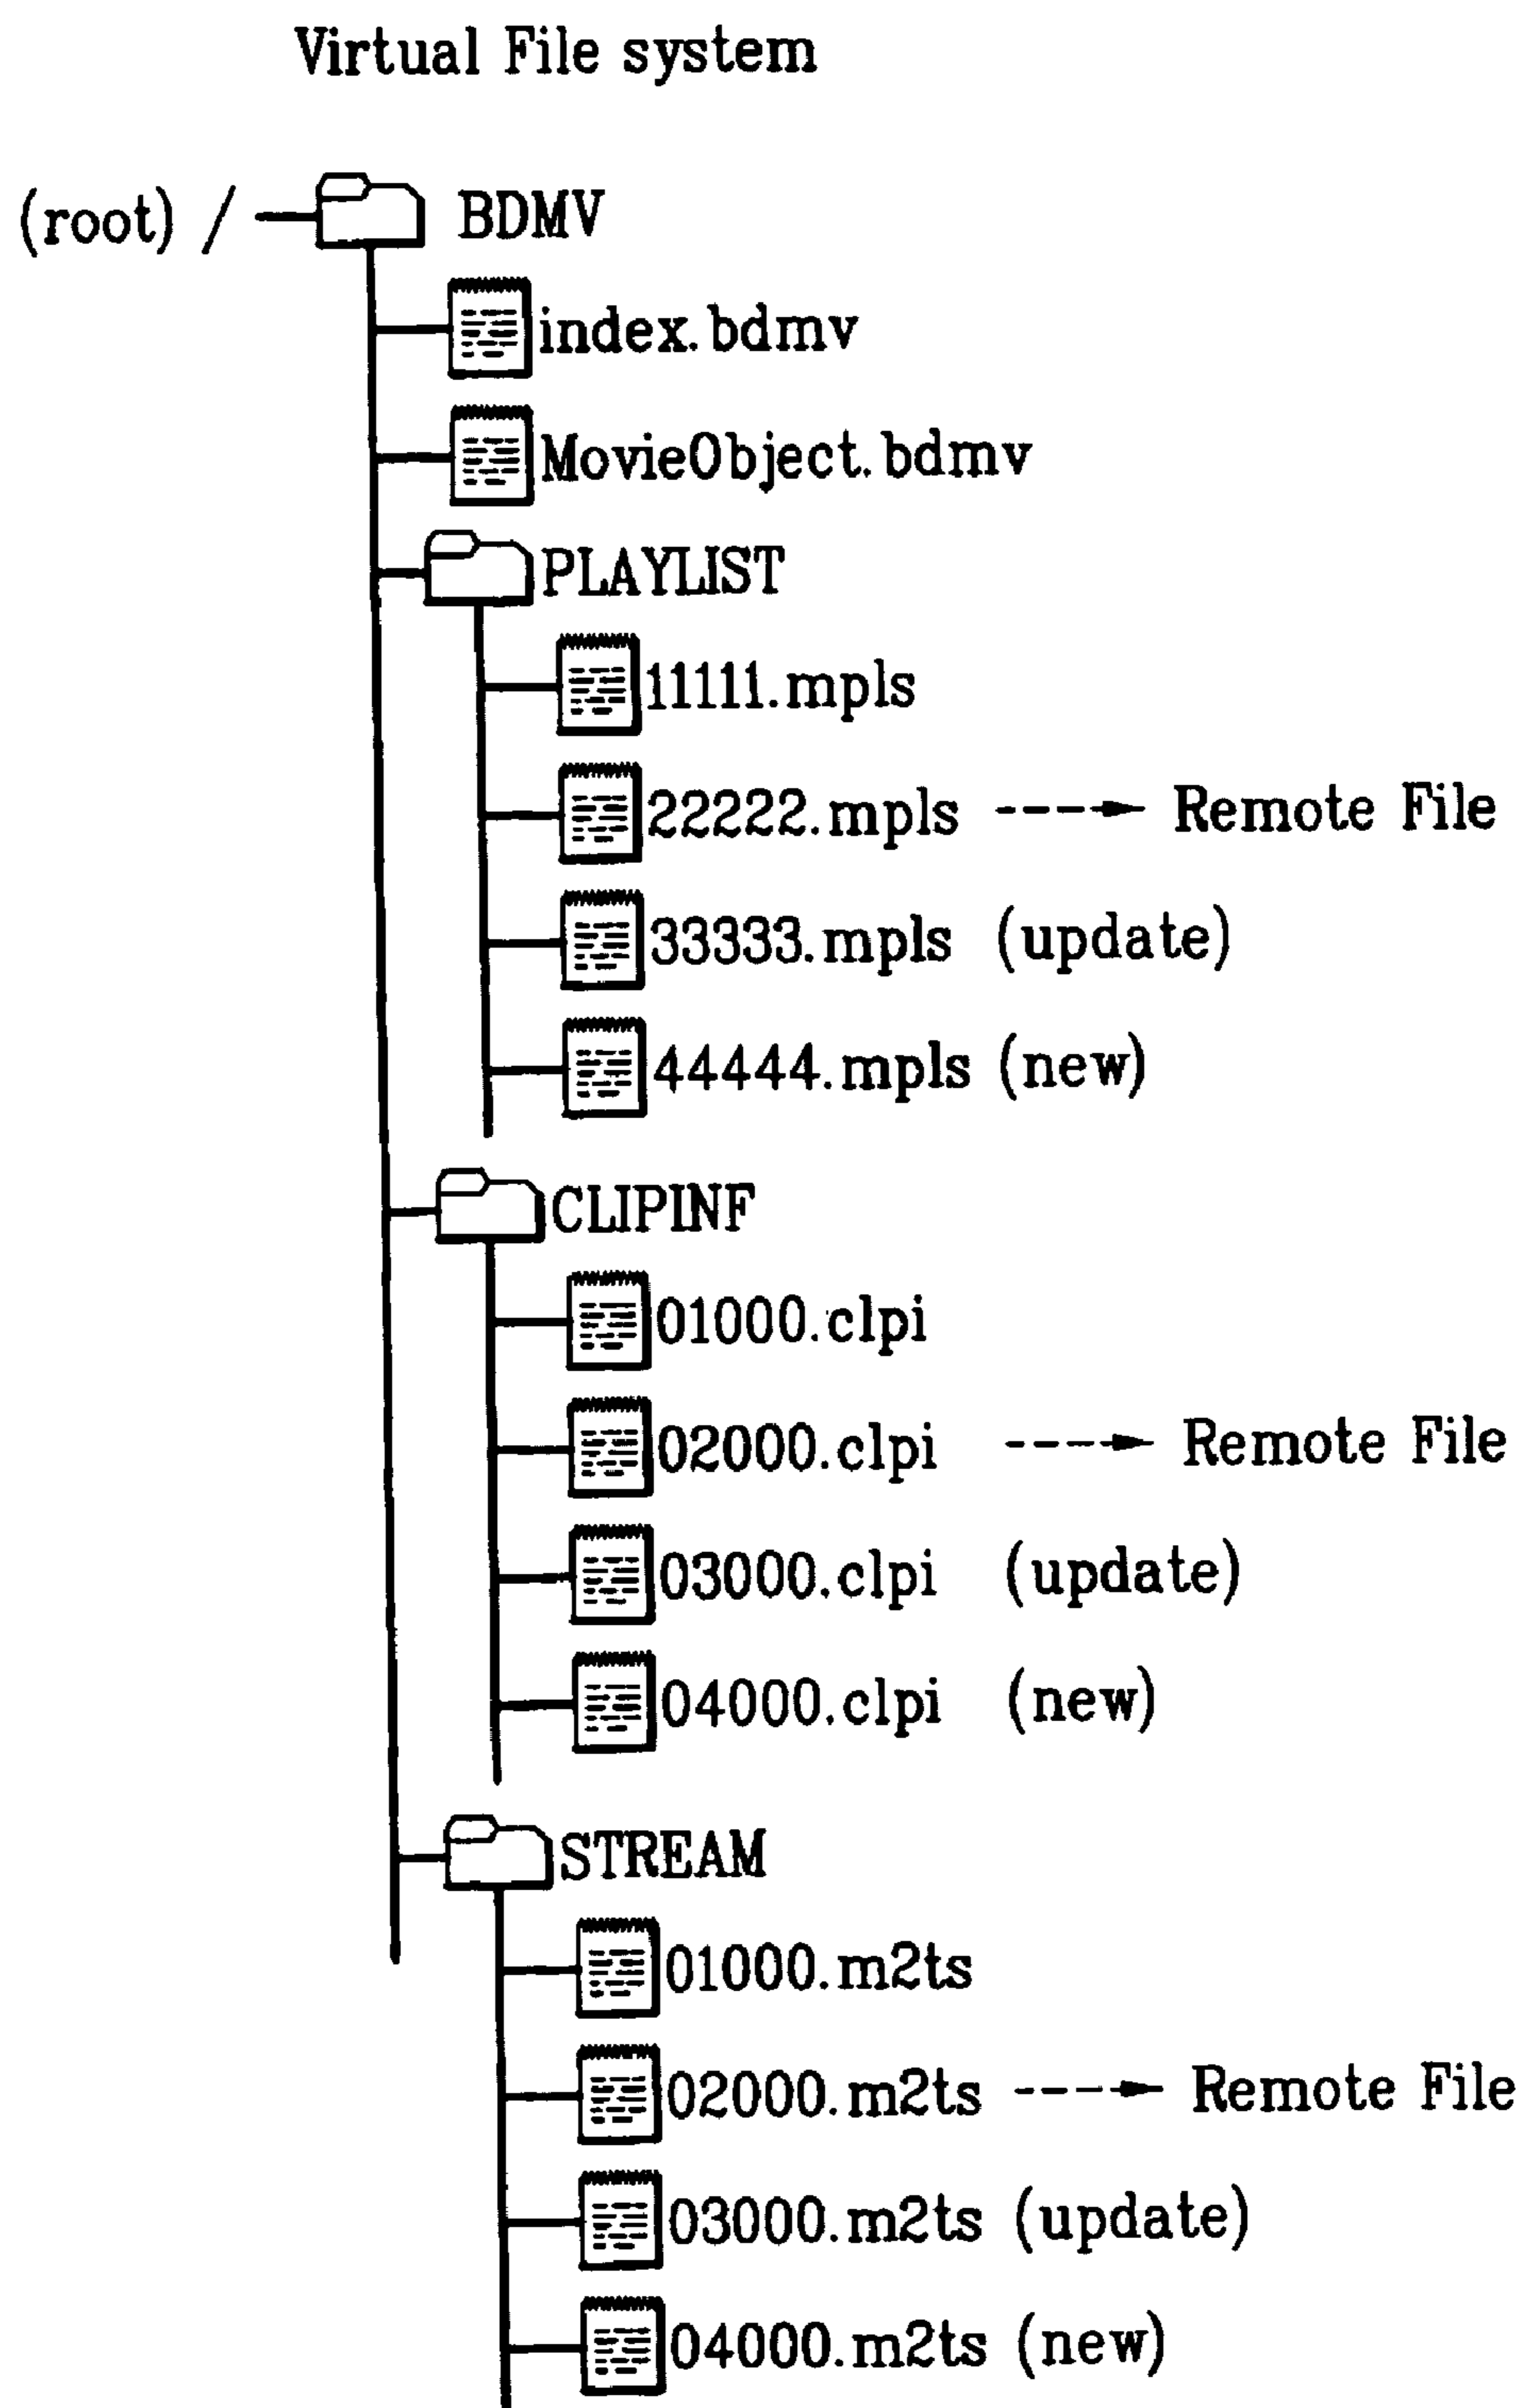 Virtual File system
(root) / BDMV
index.bdmv
MovieObject.bdmv
PLAYLIST
11111.mpls
22222.mpls Remote File
33333.mpls (update)
44444.mpls (new)
CLIPINF
01000.clpi
02000.clpi Remote File
03000.clpi (update)
04000.clpi (new)
STREAM
01000.m2ts
02000.m2ts Remote File
03000.m2ts (update)
04000.m2ts (new)